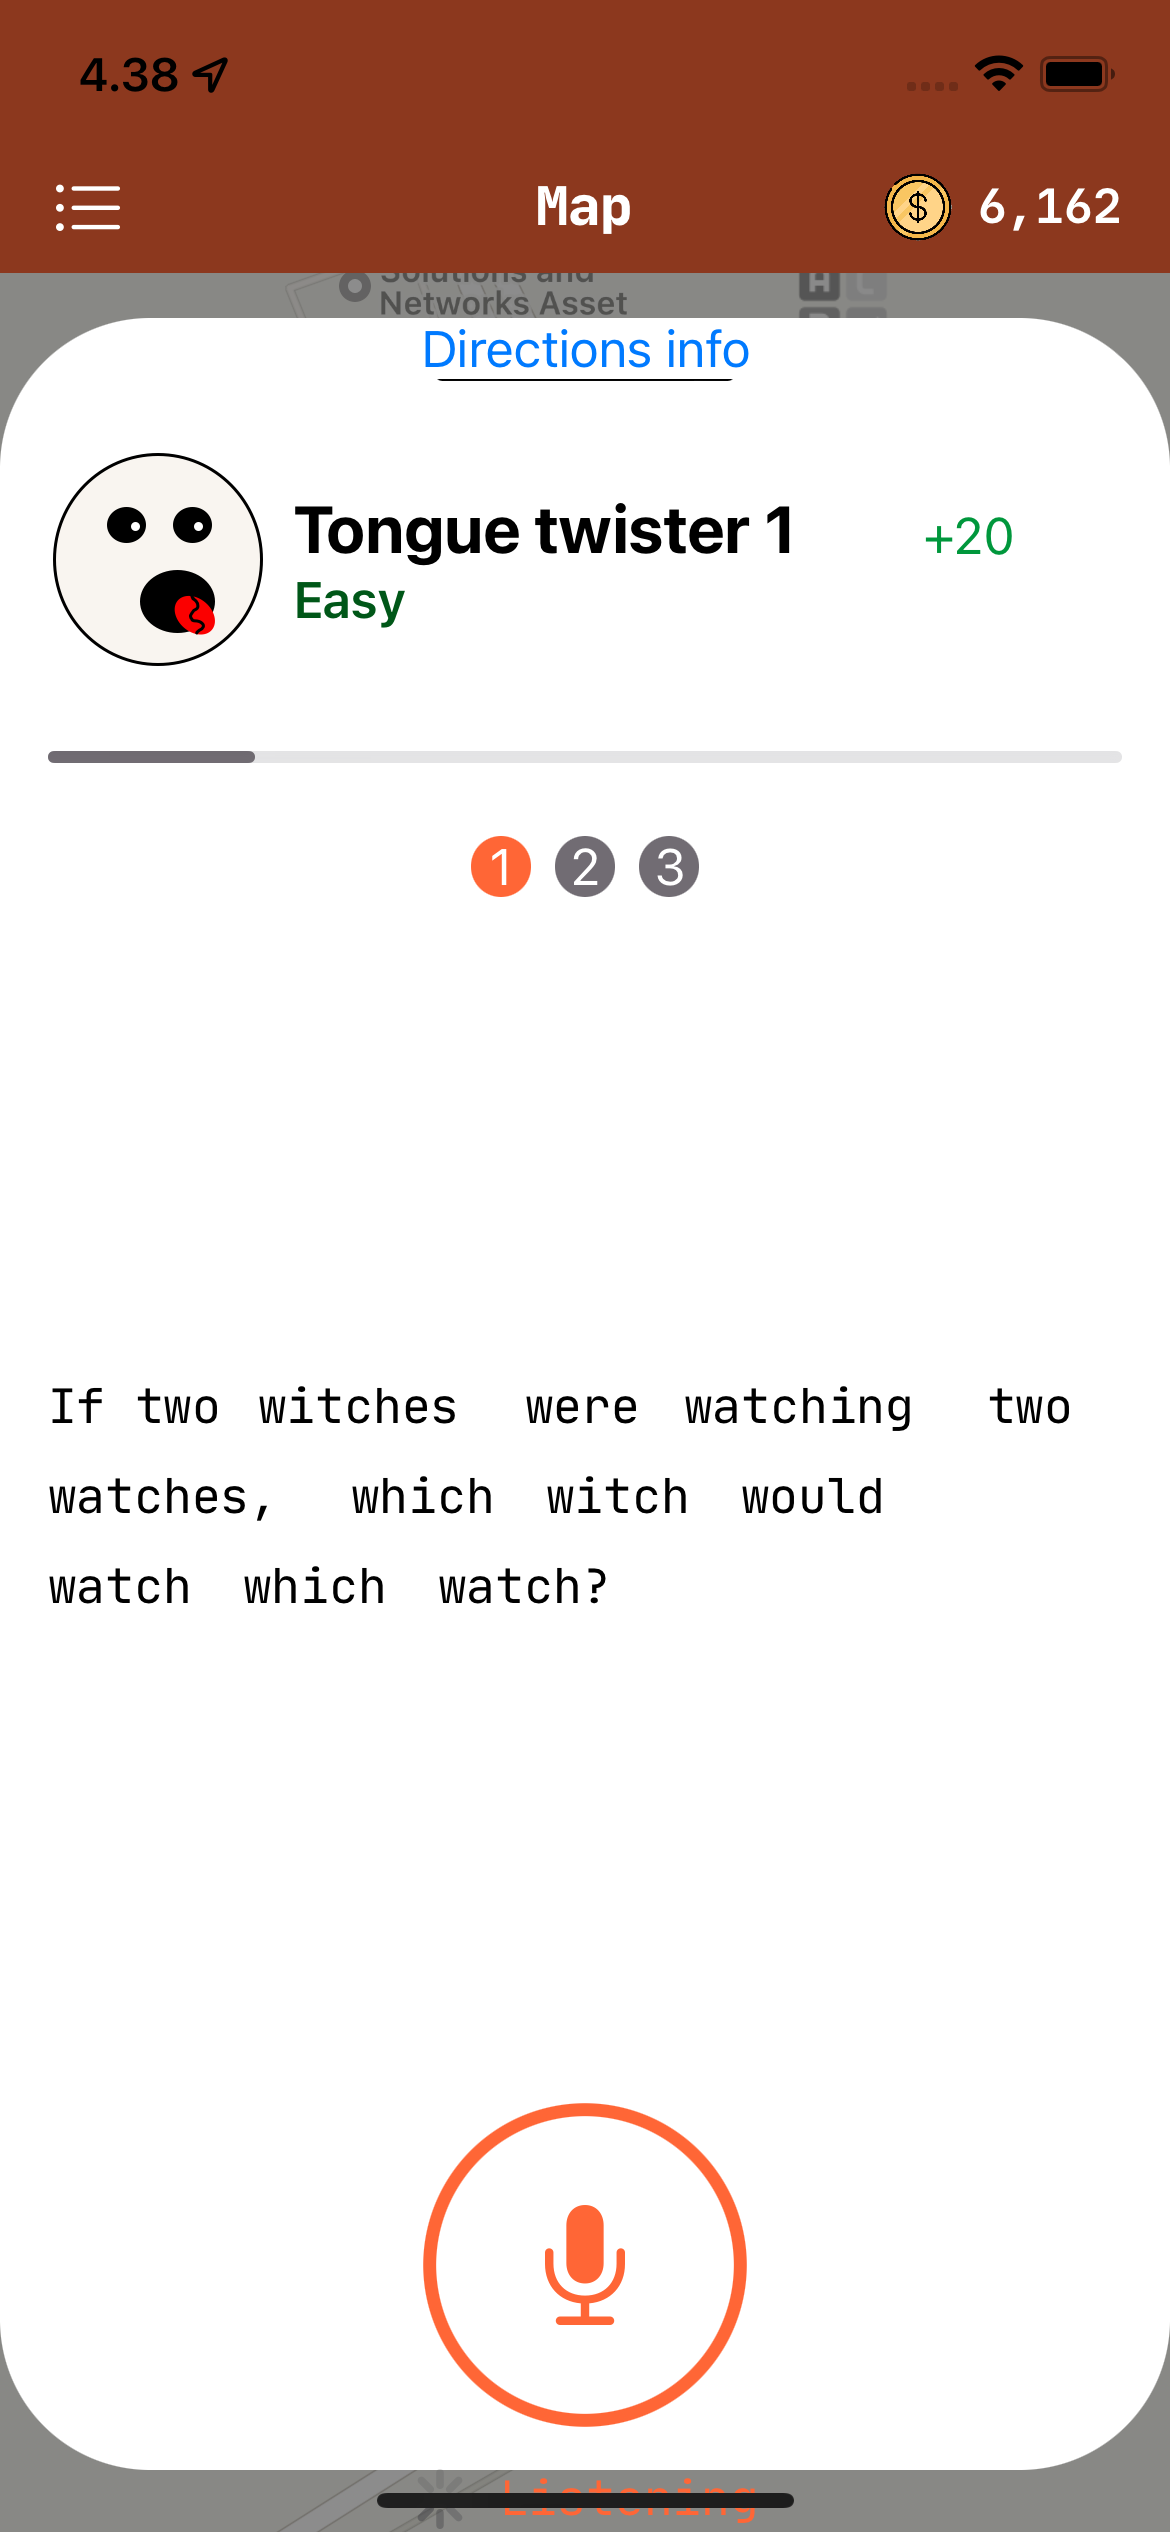 4.38
Map
$ 6,162
Solutions and
Networks Asset
Directions info
Tongue twister 1
+20
Easy
1 2 3
If two witches were watching two
watches, which witch would
watch which watch?
Listening